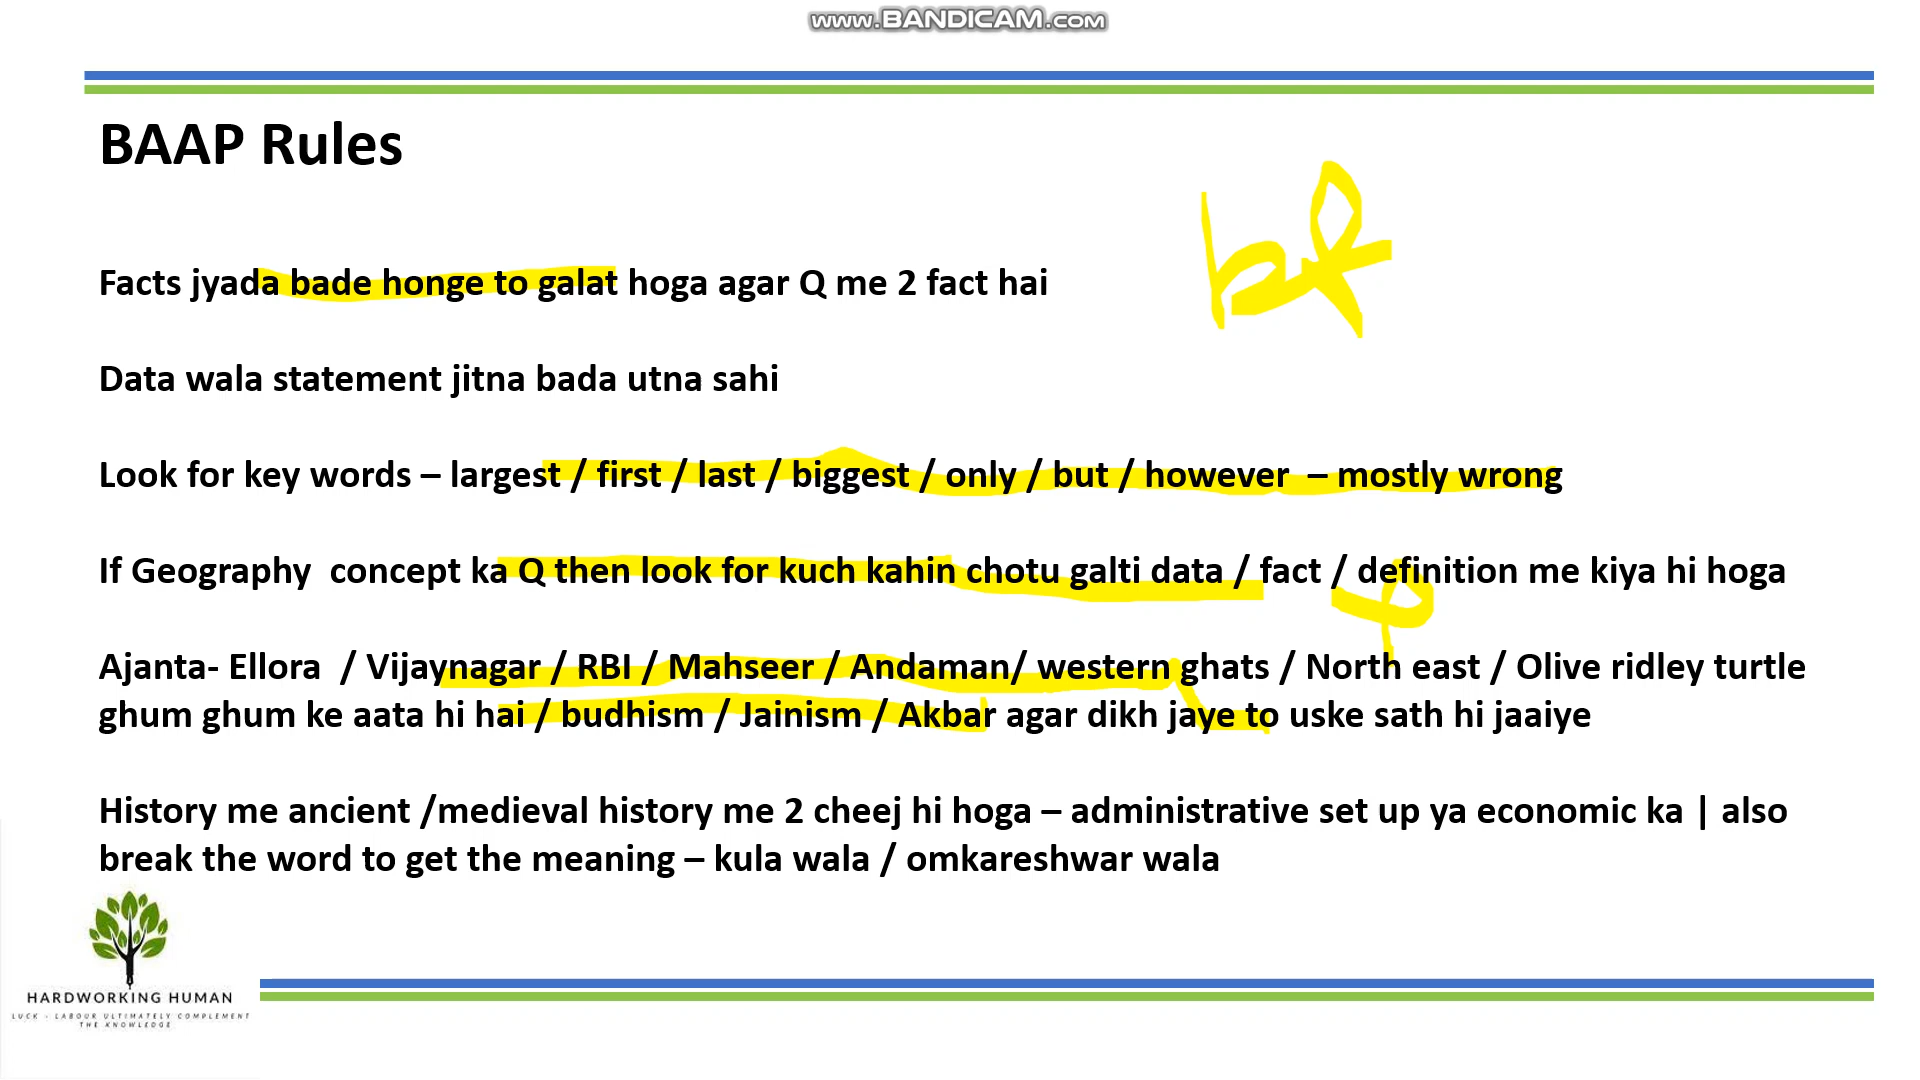 www.BANDICAM.com
BAAP Rules
Facts jyada bade honge to galat hoga agar Q me 2 fact hai
Data wala statement jitna bada utna sahi
Look for key words – largest / first / last / biggest / only / but / however – mostly wrong
If Geography concept ka Q then look for kuch kahin chotu galti data / fact / definition me kiya hi hoga
Ajanta- Ellora / Vijaynagar / RBI / Mahseer / Andaman/ western ghats / North east / Olive ridley turtle
ghum ghum ke aata hi hai / budhism / Jainism / Akbar agar dikh jaye to uske sath hi jaaiye
History me ancient /medieval history me 2 cheej hi hoga – administrative set up ya economic ka | also
break the word to get the meaning – kula wala / omkareshwar wala
HARDWORKING HUMAN
LUCK - LABOUR ULTIMATELY COMPLEMENT
THE KNOWLEDGE